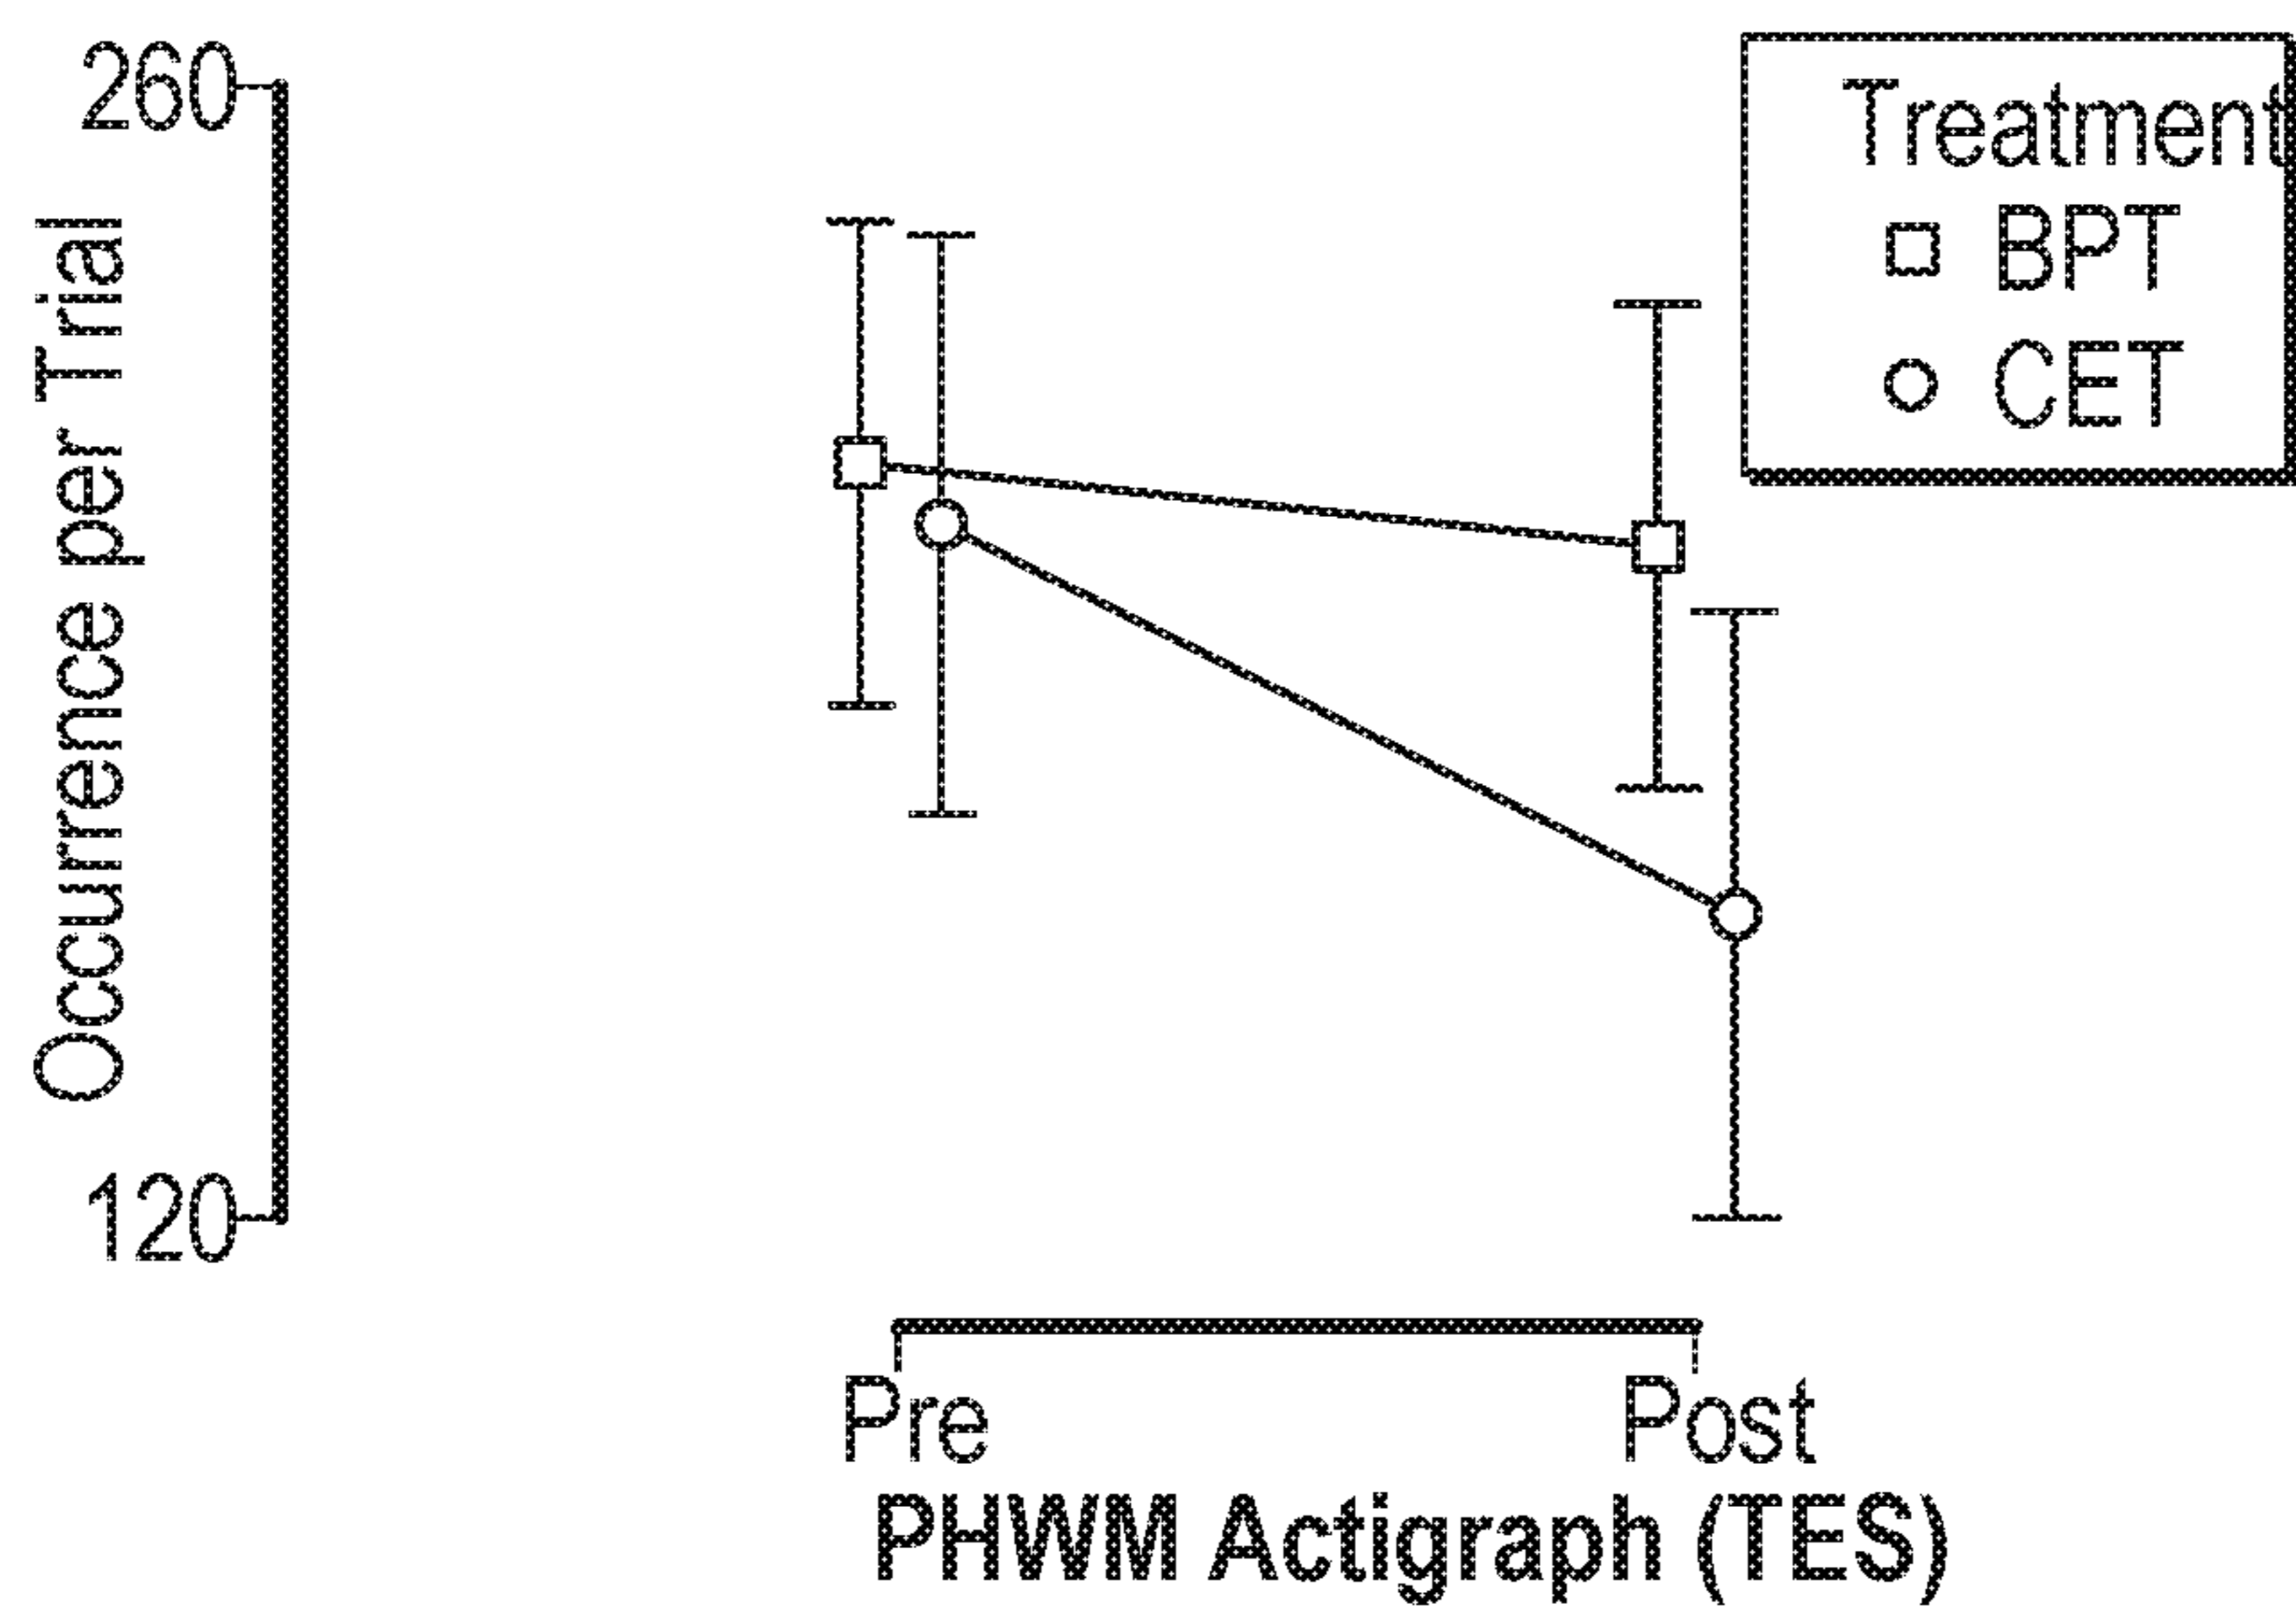 260
Occurrence per Trial
120
Treatment
BPT
CET
Pre
Post
PHWM Actigraph (TES)